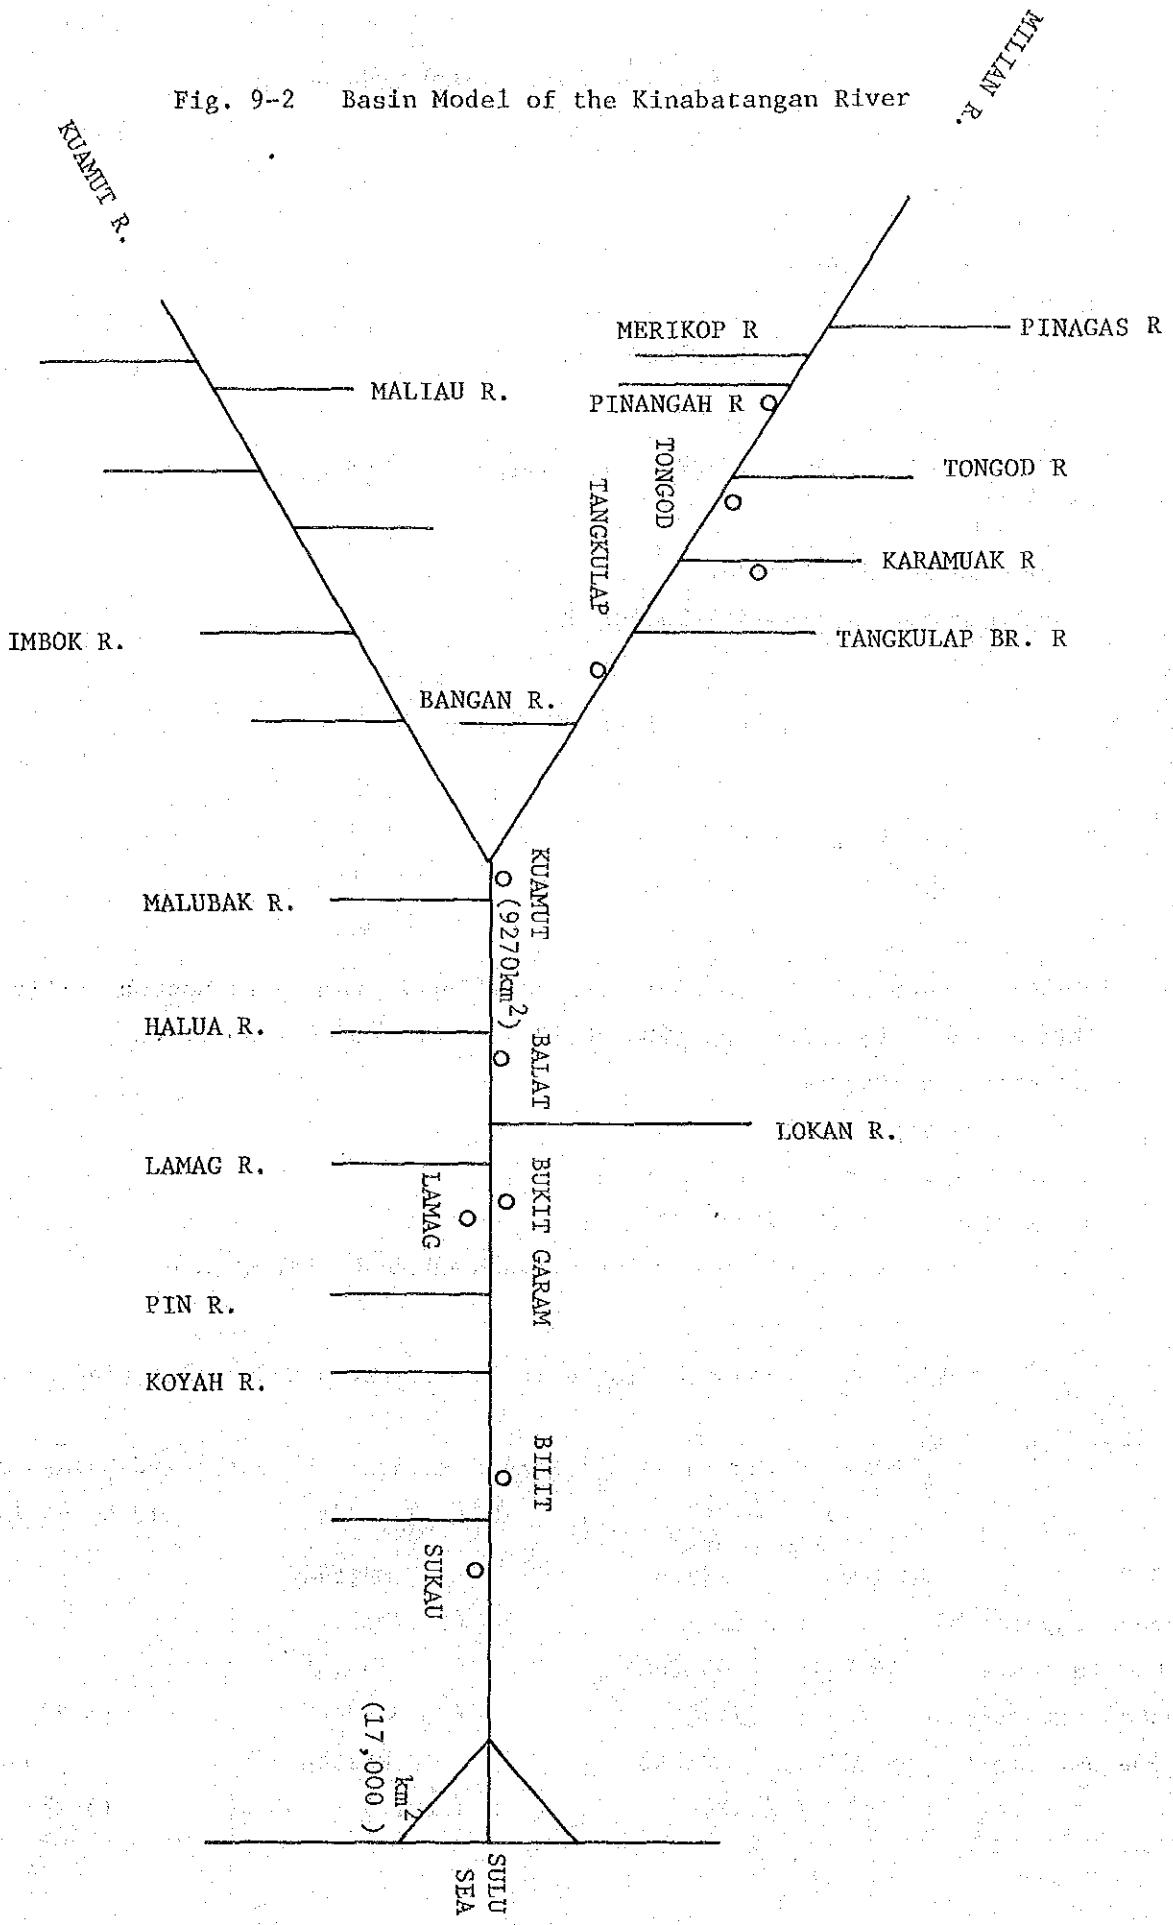 Fig. 9-2 Basin Model of the Kinabatangan River
MILIAN R.
KUAMUT R.
MERIKOP R
PINAGAS R
MALIAU R.
PINANGAH R
TONGOD
TONGOD R
TANGKULAP
KARAMUAK R
IMBOK R.
TANGKULAP BR. R
BANGAN R.
KUAMUT
(9270km²)
MALUBAK R.
HALUA R.
BALAT
LOKAN R.
LAMAG R.
LAMAG
BUKIT GARAM
PIN R.
KOYAH R.
BILIT
SUKAU
km²
(17,000 )
SULU
SEA